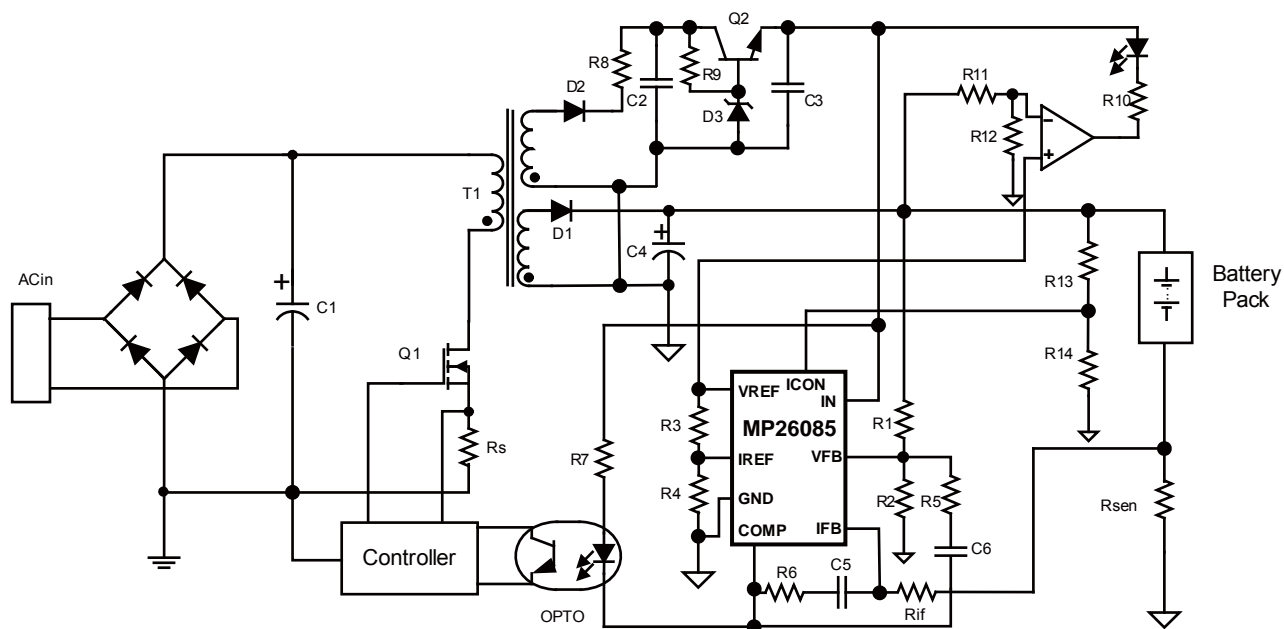 Q2
R8
R9
R11
D2
C2
D3
C3
R10
R12
T1
D1
C4
ACin
C1
R13
Battery
Pack
Q1
R14
VREF
ICON
IN
R3
MP26085
R1
Rs
R7
IREF
VFB
R4
GND
R2
R5
Rsen
COMP
IFB
Controller
C6
R6
C5
OPTO
Rif